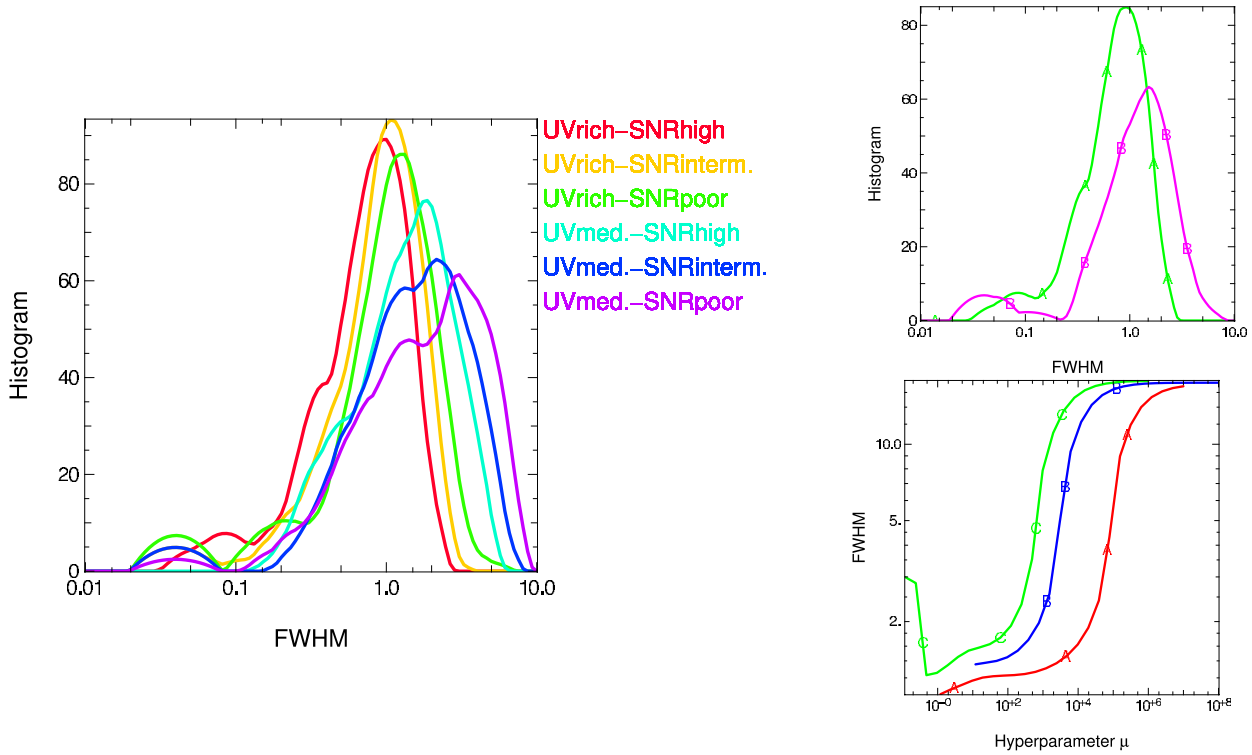 UVrich-SNRhigh
UVrich-SNRinterm.
UVrich-SNRpoor
UVmed.-SNRhigh
UVmed.-SNRinterm.
UVmed.-SNRpoor
Histogram
80
60
40
20
0
0.01 0.1 1.0 10.0
FWHM
Histogram
80
60
40
20
0
A A A A A A A
B B B B B B
0.01 0.1 1.0 10.0
FWHM
FWHM
10.0
5.
2.
C C C C
B B B
A A A A
10⁻⁰ 10⁺² 10⁺⁴ 10⁺⁶ 10⁺⁸
Hyperparameter μ